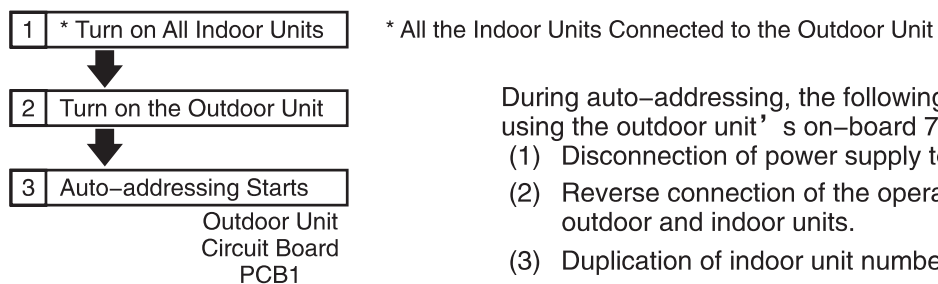 1 * Turn on All Indoor Units
* All the Indoor Units Connected to the Outdoor Unit
2 Turn on the Outdoor Unit
3 Auto–addressing Starts
Outdoor Unit
Circuit Board
PCB1
During auto–addressing, the following
using the outdoor unit’ s on–board 7
(1) Disconnection of power supply
(2) Reverse connection of the
outdoor and indoor units.
(3) Duplication of indoor unit